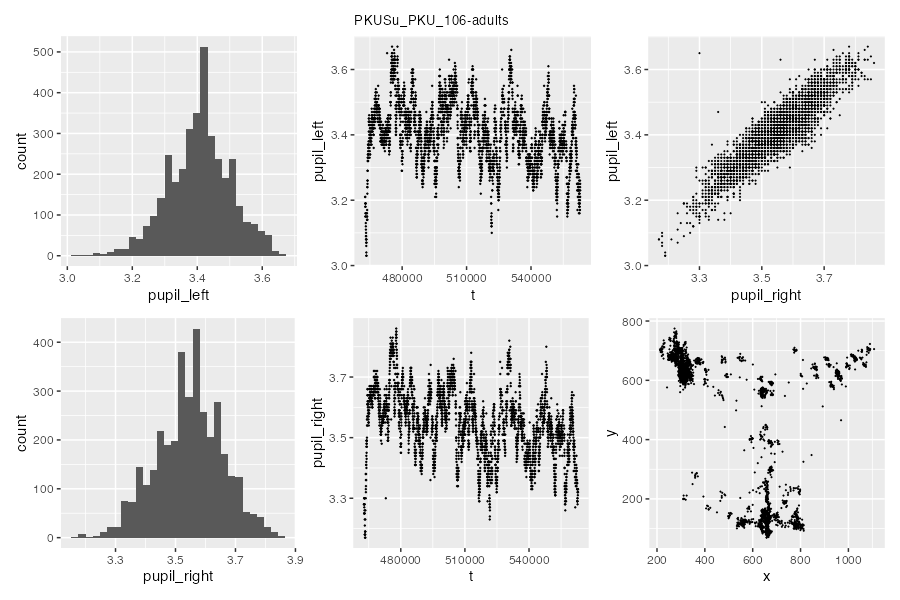 PKUSu_PKU_106-adults
count
500
400
300
200
100
0
3.0 3.2 3.4 3.6
pupil_left
pupil_left
3.6
3.4
3.2
3.0
480000 510000 540000
t
pupil_left
3.6
3.4
3.2
3.0
3.3 3.5 3.7
pupil_right
count
400
300
200
100
0
3.3 3.5 3.7 3.9
pupil_right
pupil_right
3.7
3.5
3.3
480000 510000 540000
t
y
800
600
400
200
200 400 600 800 1000
x